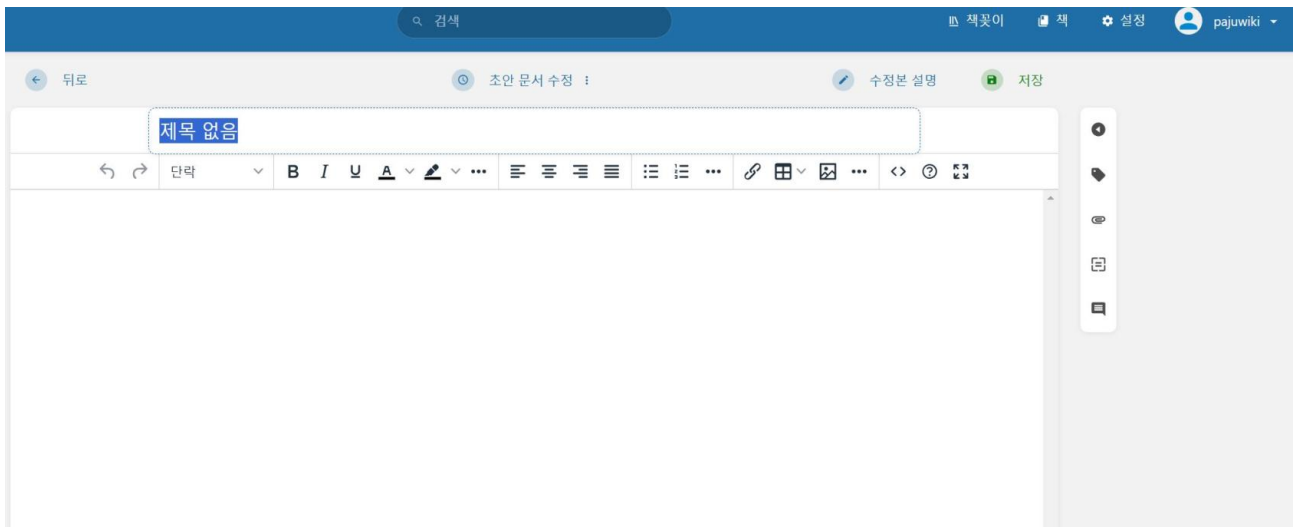 검색
책꽂이
책
설정
pajuwiki
뒤로
초안 문서 수정
수정본 설명
저장
제목 없음
단락
B I U A